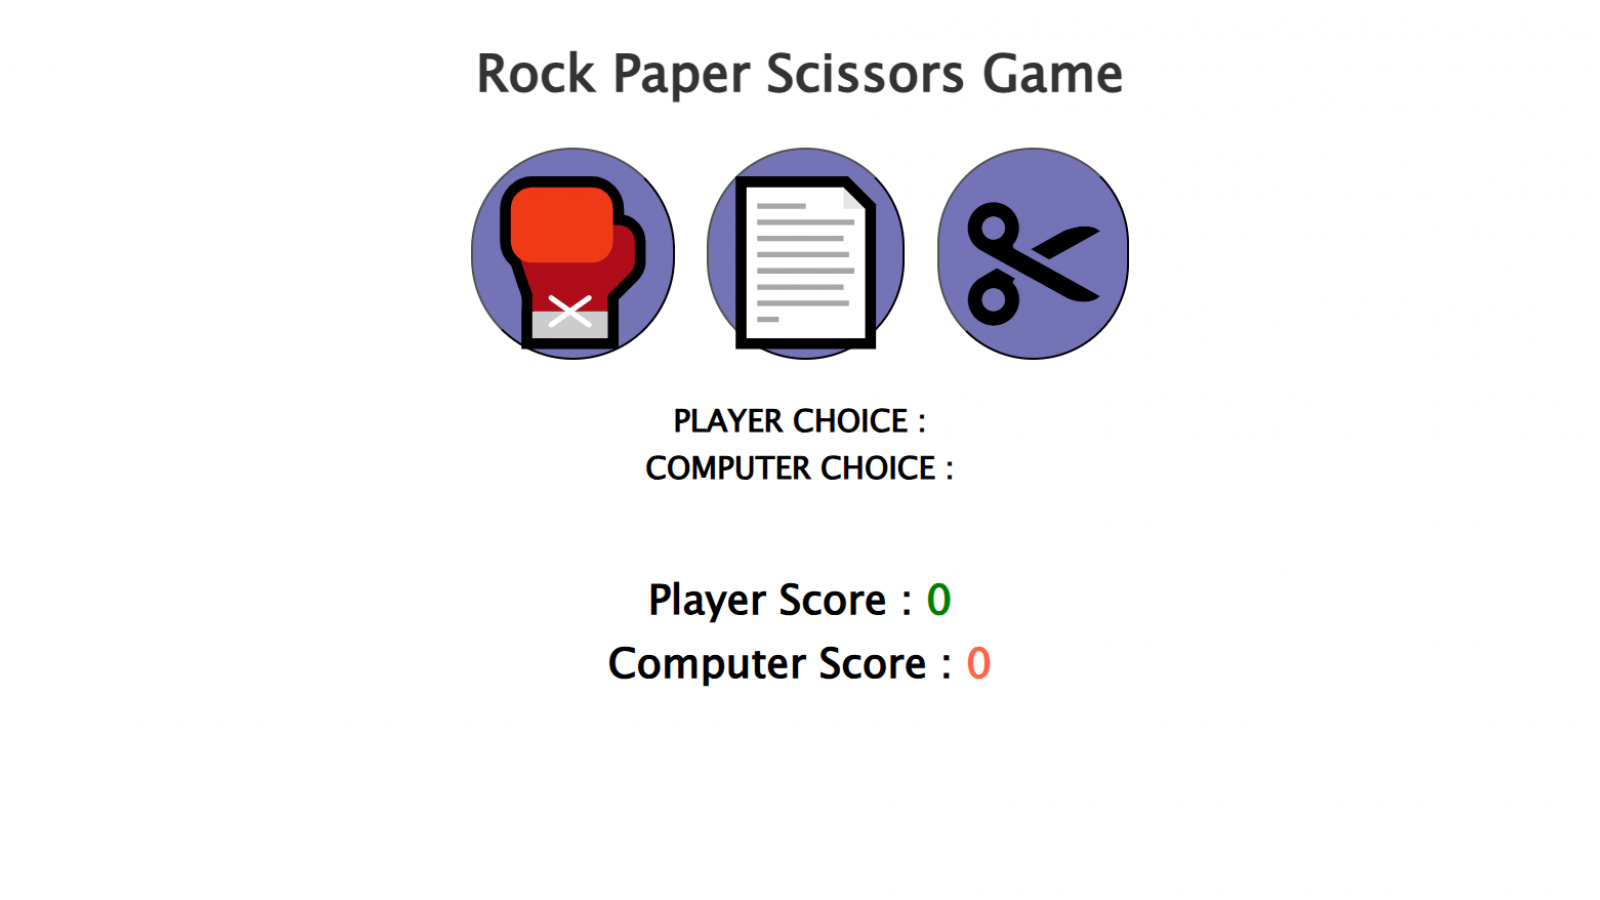 Rock Paper Scissors Game
PLAYER CHOICE :
COMPUTER CHOICE :
Player Score : 0
Computer Score : 0